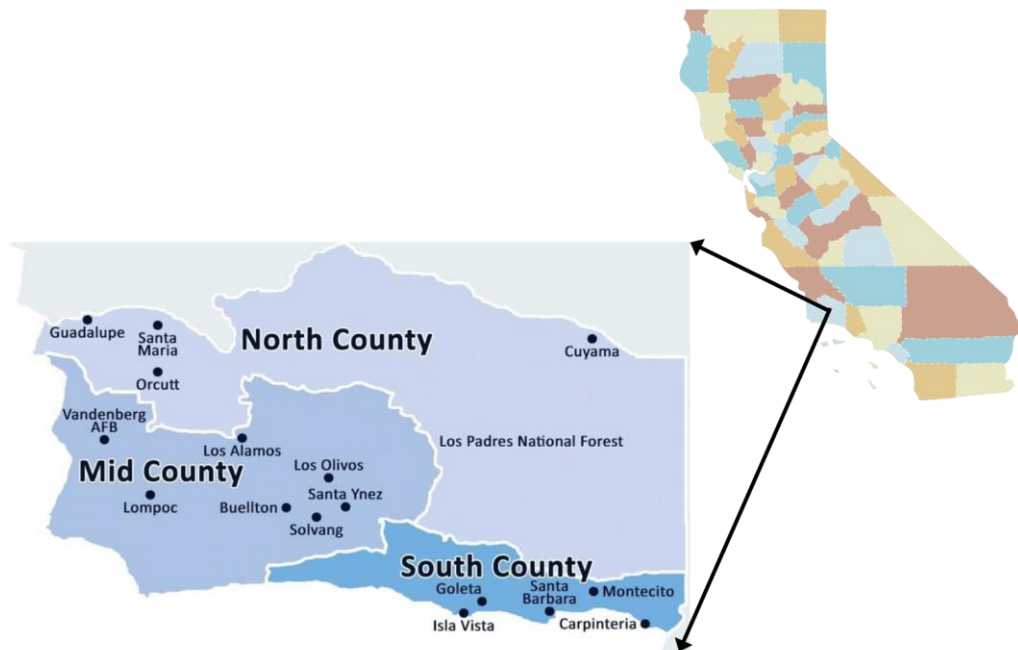 Guadalupe
Santa
Maria
North County
Cuyama
Orcutt
Vandenberg
AFB
Los Alamos
Los Padres National Forest
Mid County
Los Olivos
Lompoc
Buellton
Santa Ynez
Solvang
South County
Goleta
Santa
Barbara
Montecito
Isla Vista
Carpinteria